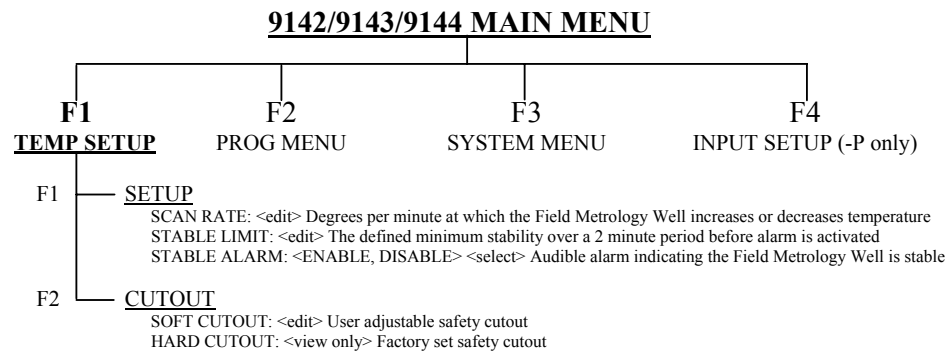 9142/9143/9144 MAIN MENU
F1 F2 F3 F4
TEMP SETUP PROG MENU SYSTEM MENU INPUT SETUP (-P only)
F1 SETUP
SCAN RATE: <edit> Degrees per minute at which the Field Metrology Well increases or decreases temperature
STABLE LIMIT: <edit> The defined minimum stability over a 2 minute period before alarm is activated
STABLE ALARM: <ENABLE, DISABLE> <select> Audible alarm indicating the Field Metrology Well is stable
F2 CUTOUT
SOFT CUTOUT: <edit> User adjustable safety cutout
HARD CUTOUT: <view only> Factory set safety cutout